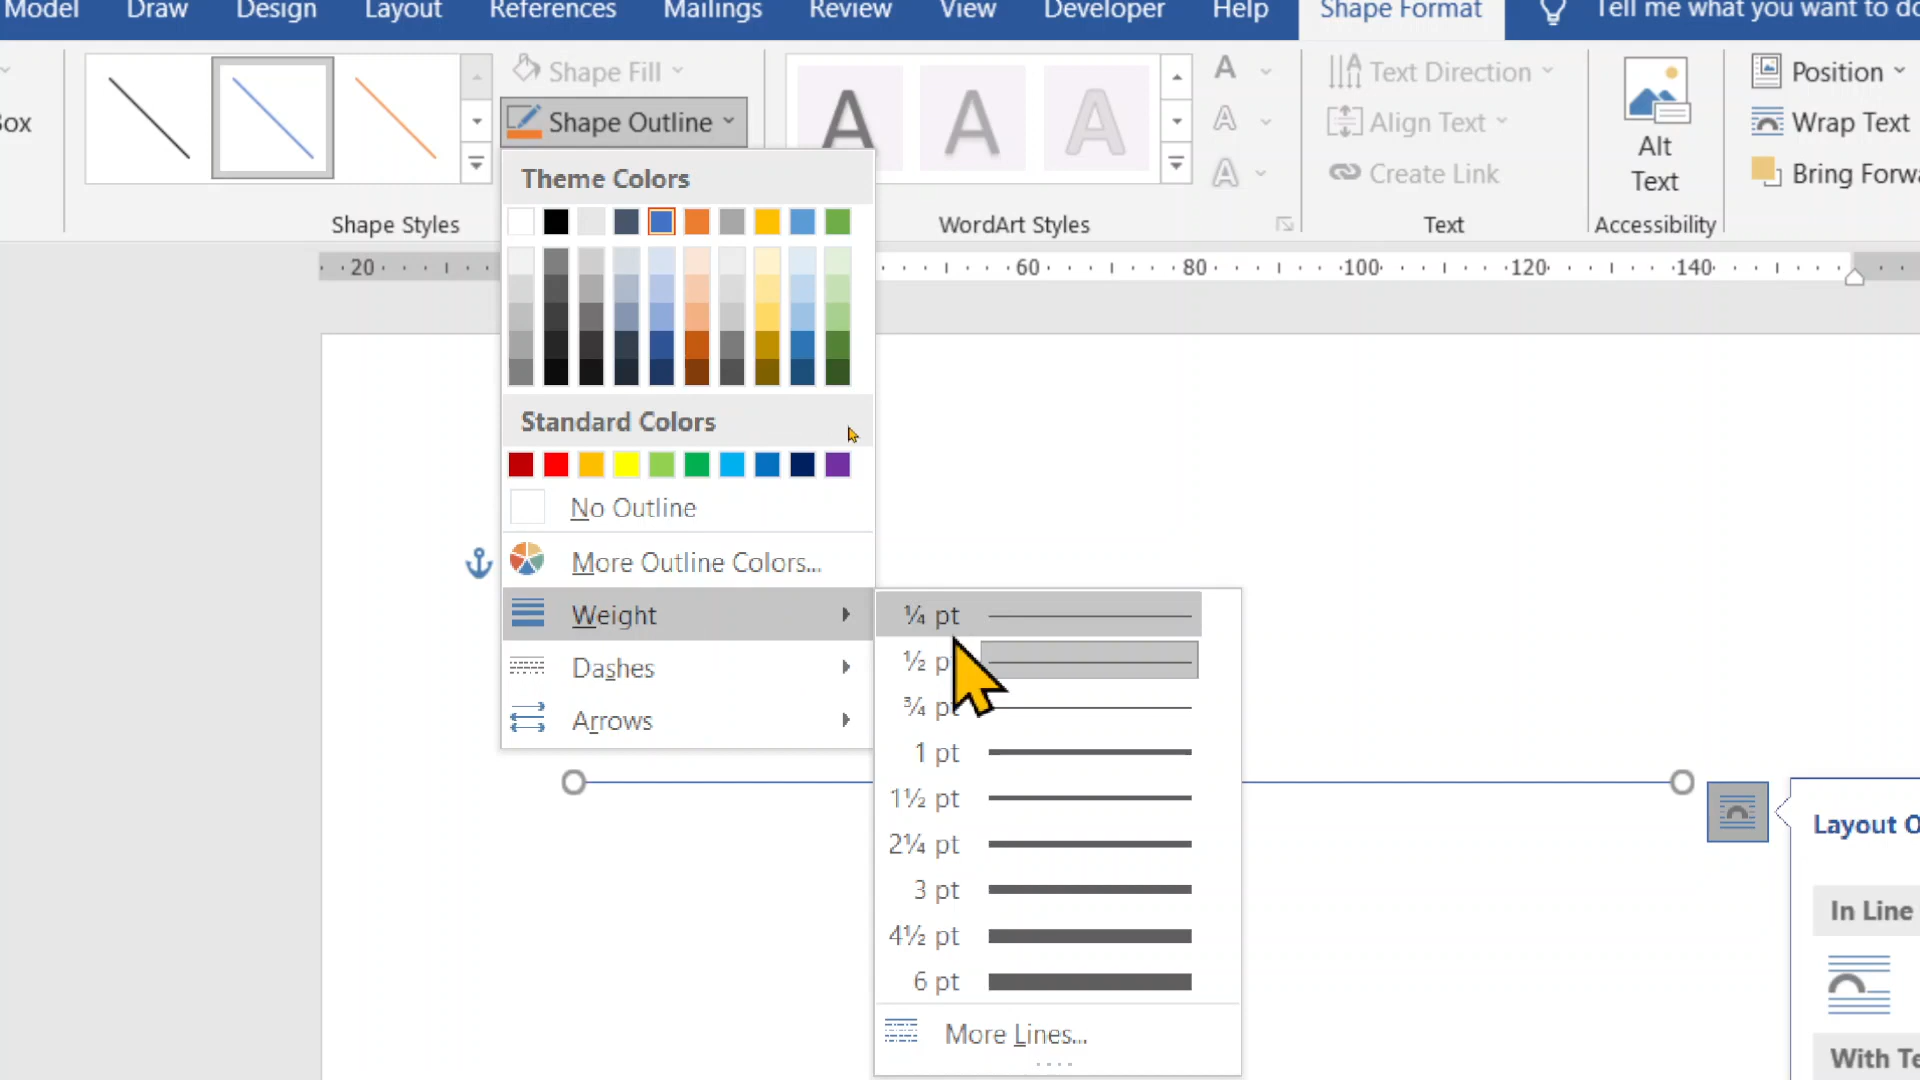 Model Draw Design Layout References Mailings Review View Developer Help Shape Format Tell me what you want to do
Shape Fill
Shape Outline
Text Direction
Align Text
Create Link
Alt
Text
Position
Wrap Text
Bring Forwa
ox
Shape Styles
WordArt Styles
Text
Accessibility
20 60 80 100 120 140
Theme Colors
Standard Colors
No Outline
More Outline Colors...
Weight
Dashes
Arrows
¼ pt
½ p
¾ pt
1 pt
1½ pt
2¼ pt
3 pt
4½ pt
6 pt
More Lines...
Layout O
In Line
With Te